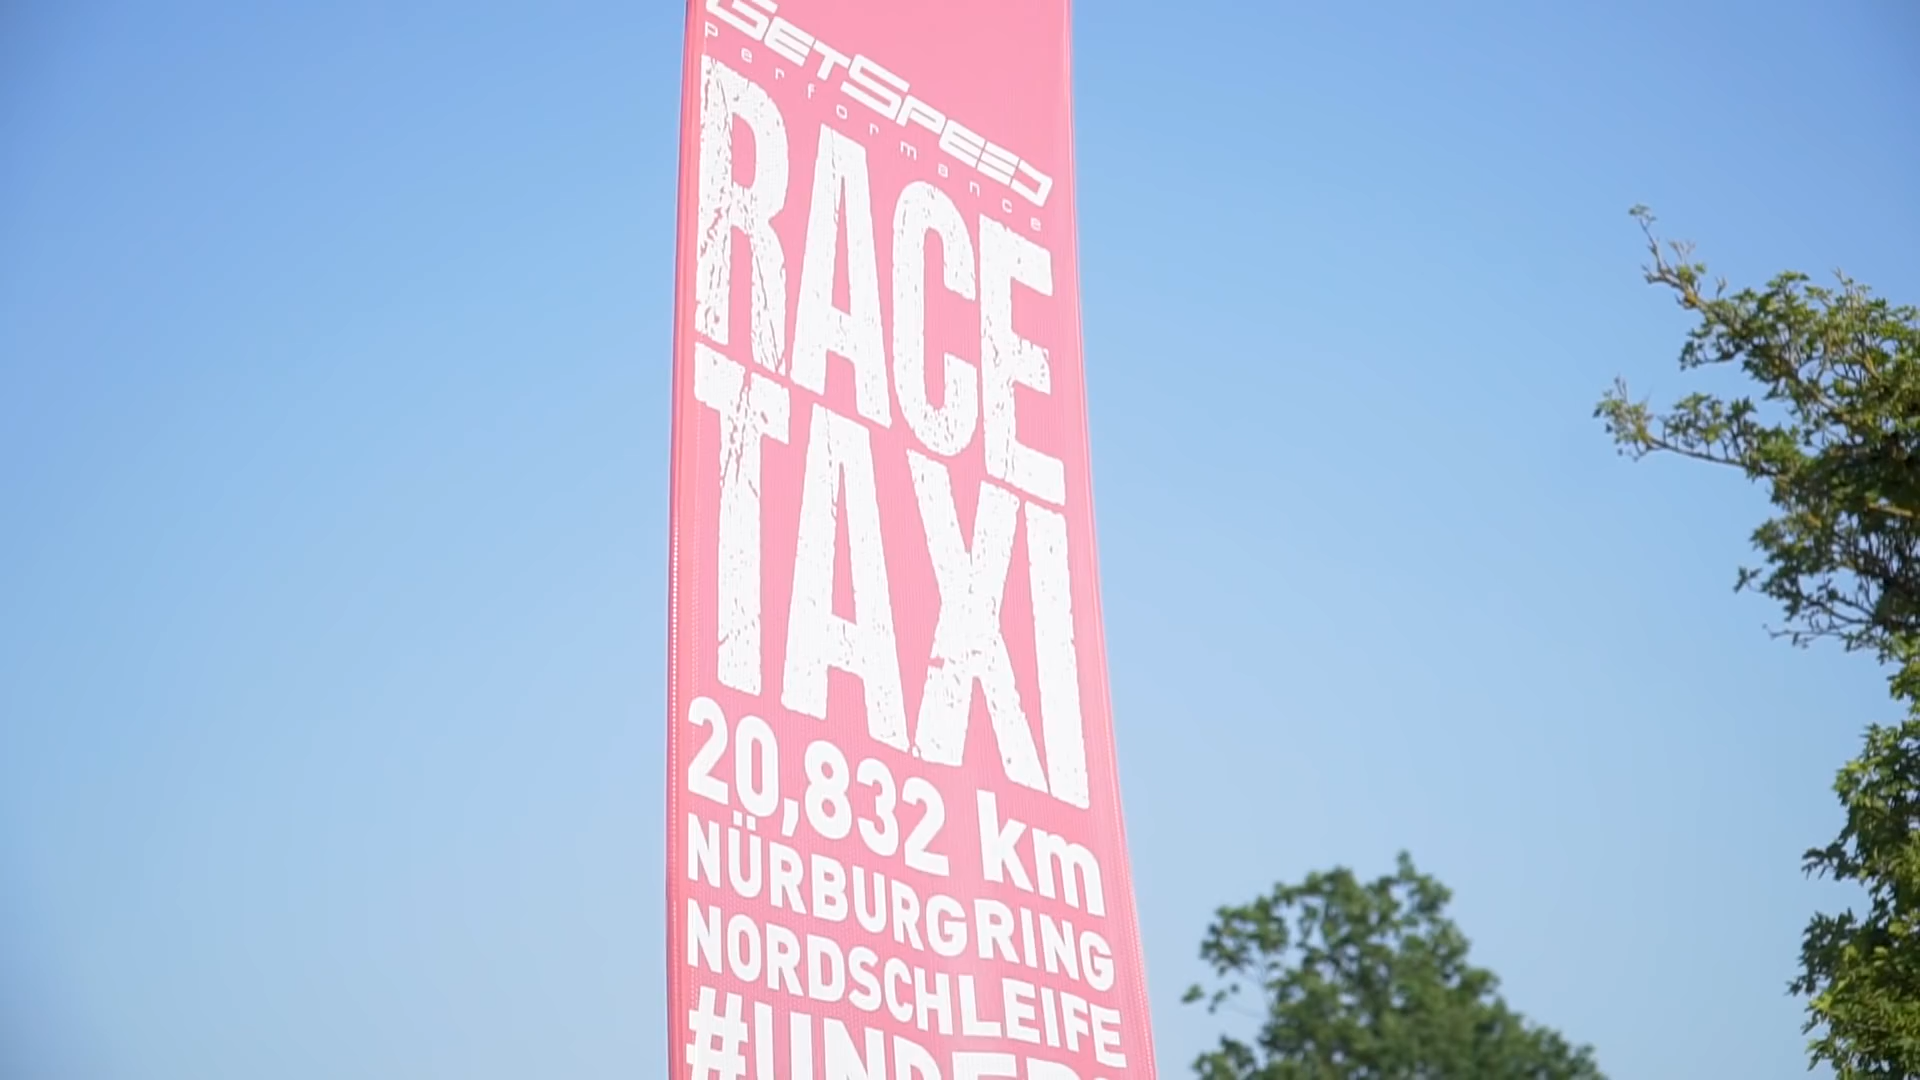 GETSPEED
performance
RACE
TAXI
20,832 km
NÜRBURGRING
NORDSCHLEIFE